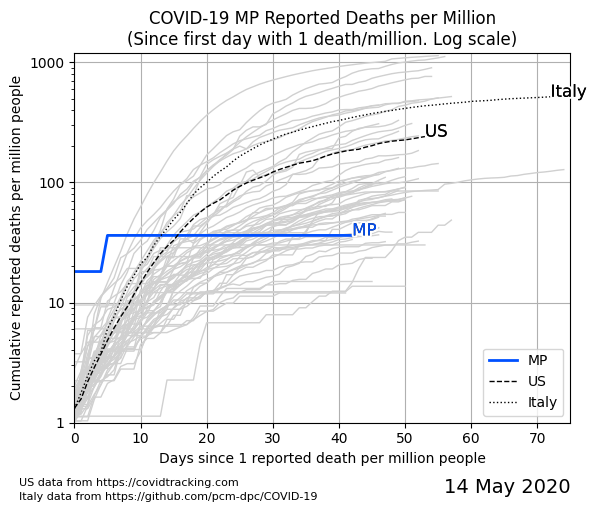 COVID-19 MP Reported Deaths per Million
(Since first day with 1 death/million. Log scale)
Cumulative reported deaths per million people
1000
100
10
1
Italy
US
MP
MP
US
Italy
0 10 20 30 40 50 60 70
Days since 1 reported death per million people
US data from https://covidtracking.com
Italy data from https://github.com/pcm-dpc/COVID-19
14 May 2020